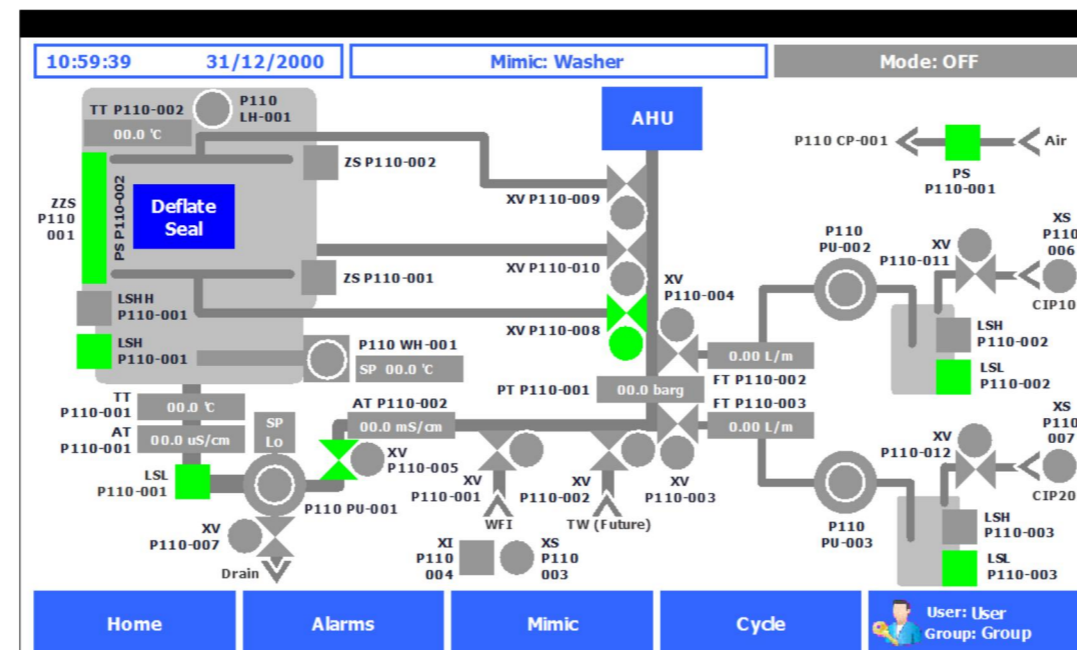 10:59:39 31/12/2000
Mimic: Washer
Mode: OFF
TT P110-002
00.0 °C
P110
LH-001
ZS P110-002
ZZS
P110
001
PS P110-002
Deflate
Seal
ZS P110-001
LSHH
P110-001
LSH
P110-001
P110 WH-001
SP 00.0 °C
TT
P110-001
00.0 °C
AT
P110-001
00.0 uS/cm
LSL
P110-001
SP
Lo
P110 PU-001
XV
P110-007
Drain
AT P110-002
00.0 mS/cm
XV
P110-005
AHU
XV P110-009
XV P110-010
XV P110-008
XV
P110-004
PT P110-001
00.0 barg
0.00 L/m
FT P110-002
FT P110-003
0.00 L/m
XV
P110-001
WFI
XV
P110-002
TW (Future)
XV
P110-003
XI
P110
004
XS
P110
003
P110 CP-001
Air
PS
P110-001
P110
PU-002
XV
P110-011
XS
P110
006
CIP10
LSH
P110-002
LSL
P110-002
P110
PU-003
XV
P110-012
XS
P110
007
CIP20
LSH
P110-003
LSL
P110-003
Home
Alarms
Mimic
Cycle
User: User
Group: Group